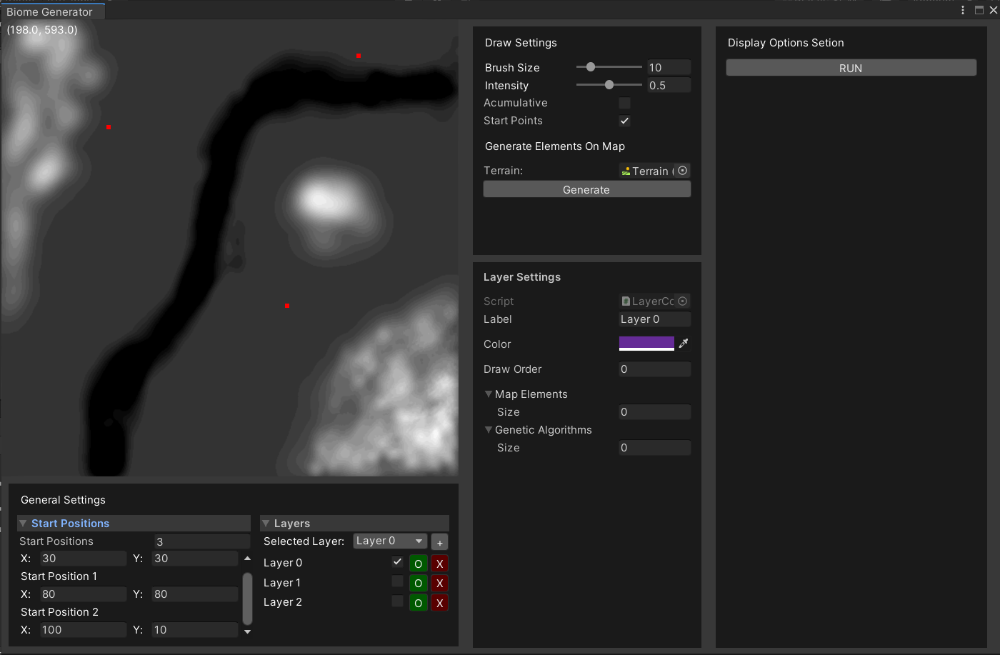 Biome Generator
(198.0, 593.0)
Draw Settings
Brush Size 10
Intensity 0.5
Acumulative
Start Points
Generate Elements On Map
Terrain: Terrain (
Generate
Display Options Setion
RUN
Layer Settings
Script LayerCo
Label Layer 0
Color
Draw Order 0
Map Elements
Size 0
Genetic Algorithms
Size 0
General Settings
Start Positions
Start Positions 3
X: 30 Y: 30
Start Position 1
X: 80 Y: 80
Start Position 2
X: 100 Y: 10
Layers
Selected Layer: Layer 0 +
Layer 0 O X
Layer 1 O X
Layer 2 O X